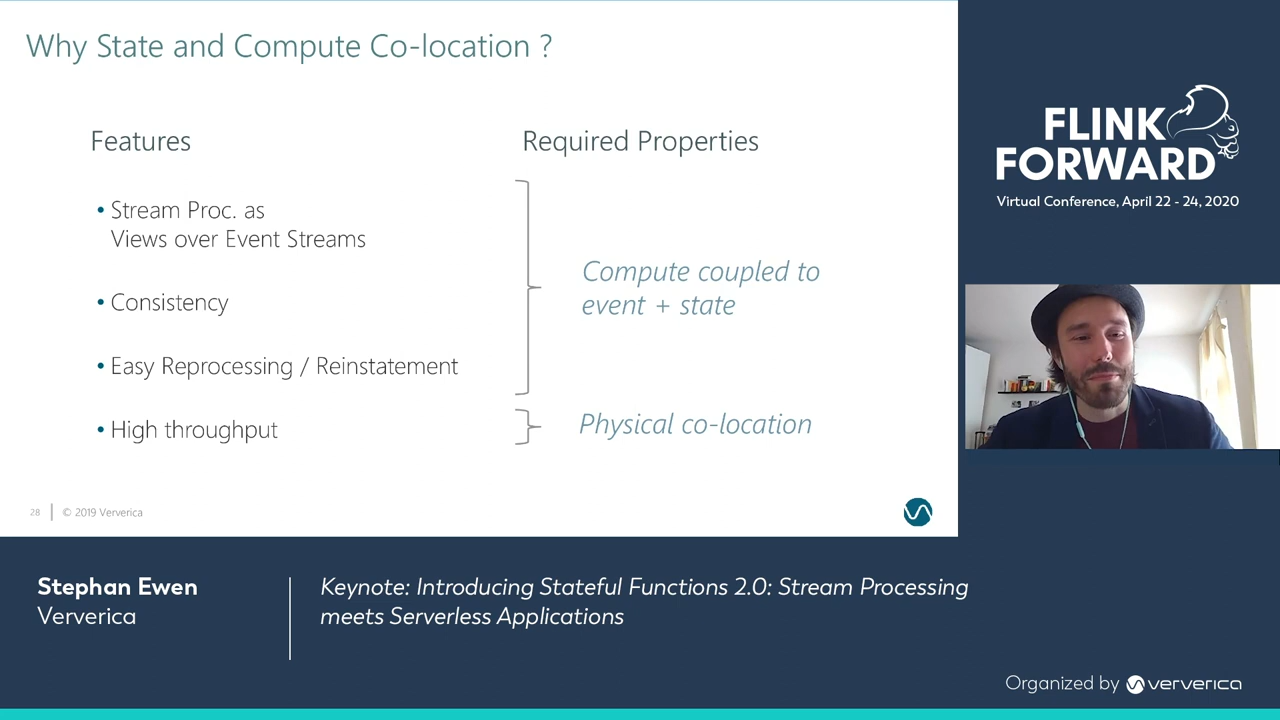 Why State and Compute Co-location ?
Features
Required Properties
• Stream Proc. as
Views over Event Streams
• Consistency
• Easy Reprocessing / Reinstatement
• High throughput
Compute coupled to
event + state
Physical co-location
28 | © 2019 Ververica
FLINK
FORWARD
Virtual Conference, April 22 - 24, 2020
Stephan Ewen
Ververica
Keynote: Introducing Stateful Functions 2.0: Stream Processing
meets Serverless Applications
Organized by ververica